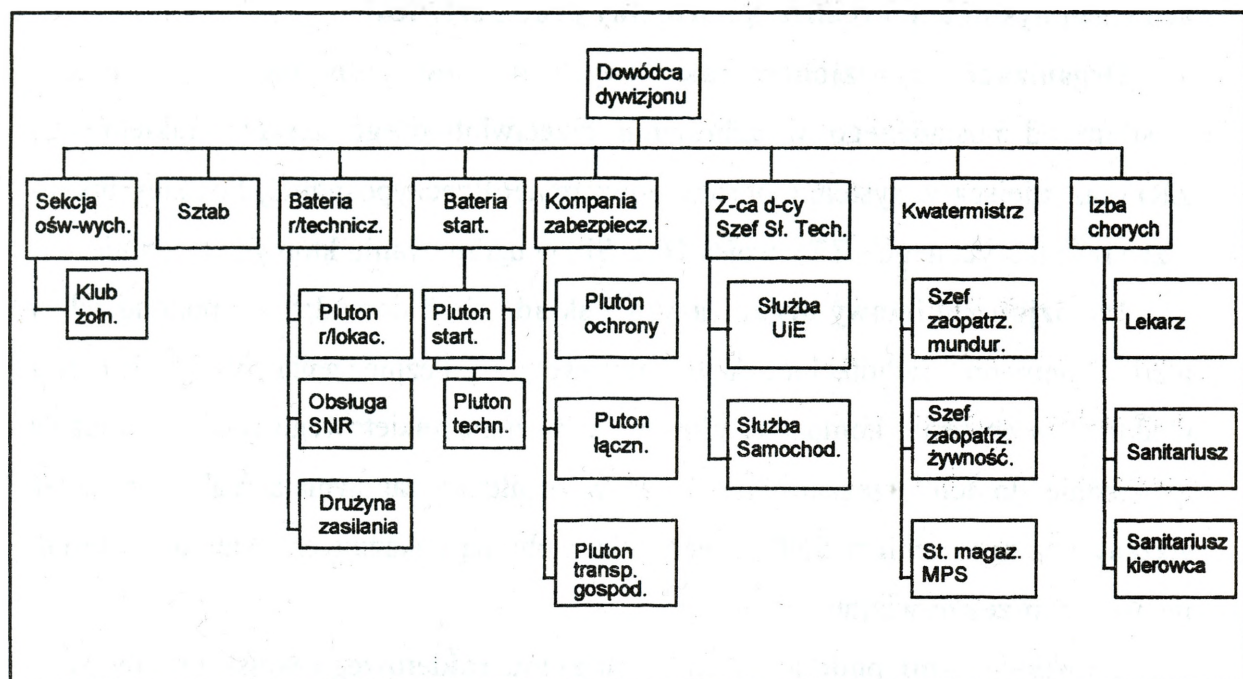 Dowódca
dywizjonu
Sekcja
ośw-wych.
Sztab
Bateria
r/technicz.
Bateria
start.
Kompania
zabezpiecz.
Z-ca d-cy
Szef Sł. Tech.
Kwatermistrz
Izba
chorych
Klub
żołn.
Pluton
r/lokac.
Obsługa
SNR
Drużyna
zasilania
Pluton
start.
Pluton
techn.
Pluton
ochrony
Puton
łączn.
Pluton
transp.
gospod.
Służba
UiE
Służba
Samochod.
Szef
zaopatrz.
mundur.
Szef
zaopatrz.
żywność.
St. magaz.
MPS
Lekarz
Sanitariusz
Sanitariusz
kierowca